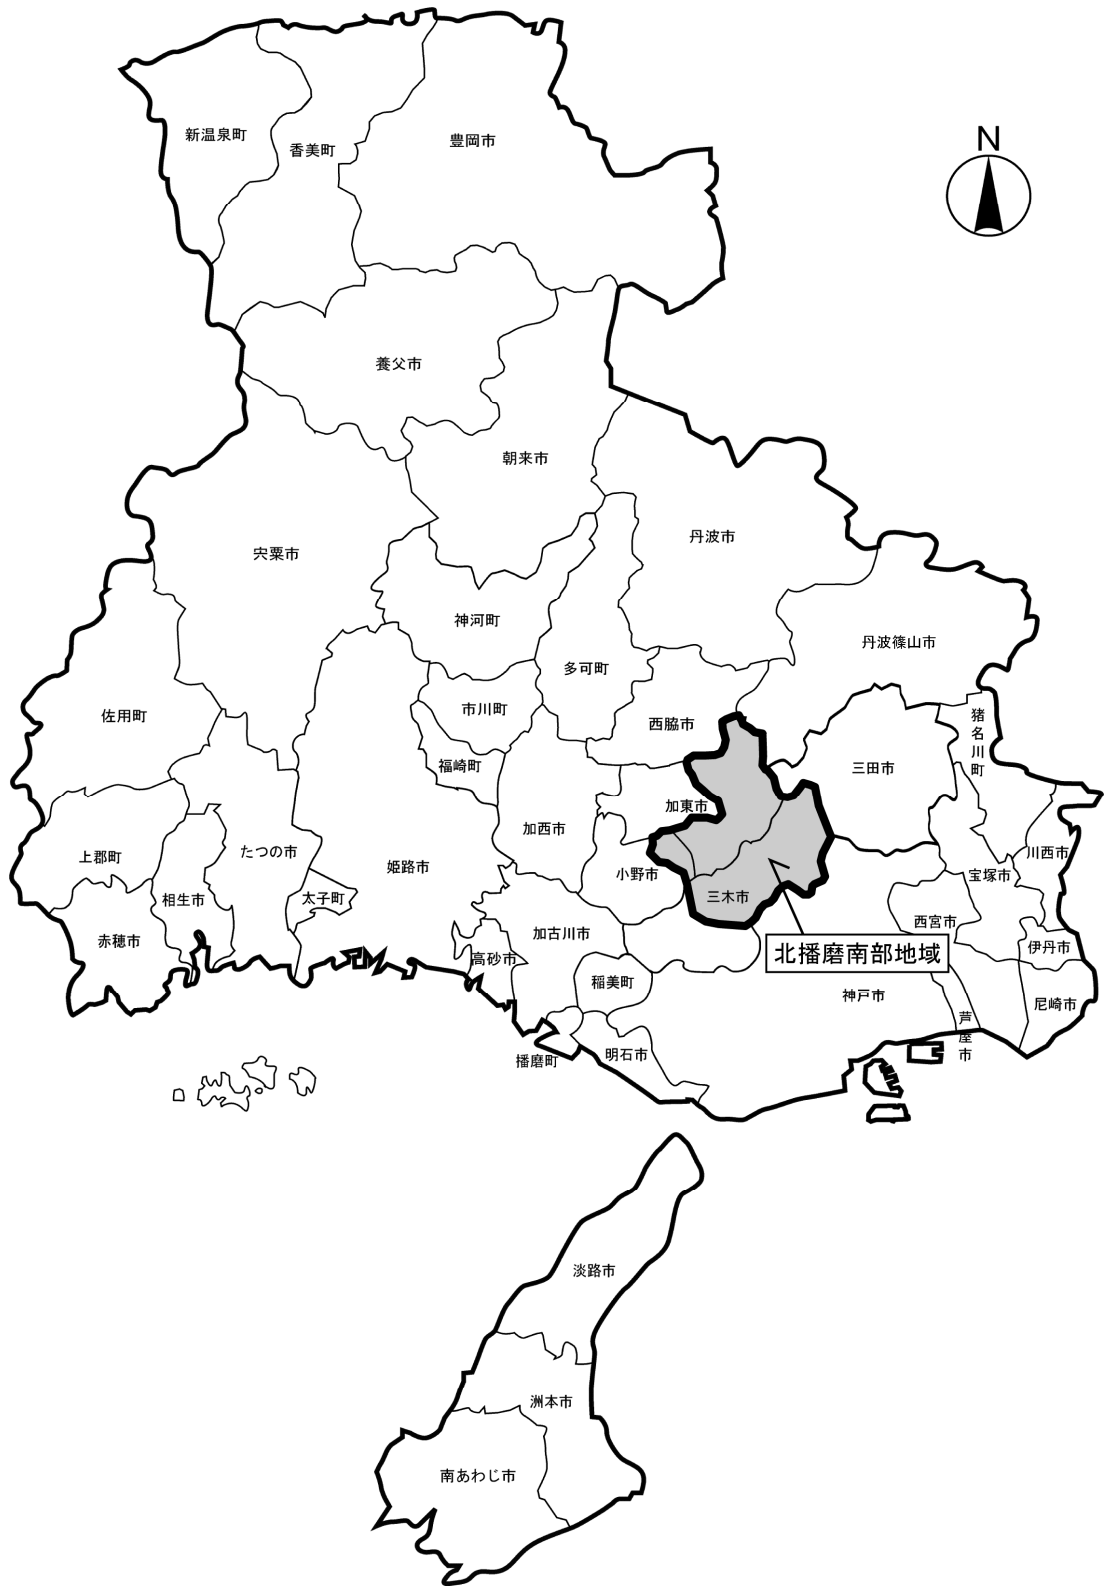 N
新温泉町
香美町
豊岡市
養父市
朝来市
宍粟市
丹波市
神河町
丹波篠山市
多可町
佐用町
市川町
西脇市
猪名川町
福崎町
三田市
加東市
加西市
上郡町
たつの市
姫路市
川西市
小野市
宝塚市
相生市
太子町
三木市
赤穂市
加古川市
西宮市
伊丹市
高砂市
北播磨南部地域
稲美町
神戸市
尼崎市
芦屋市
播磨町
明石市
淡路市
洲本市
南あわじ市